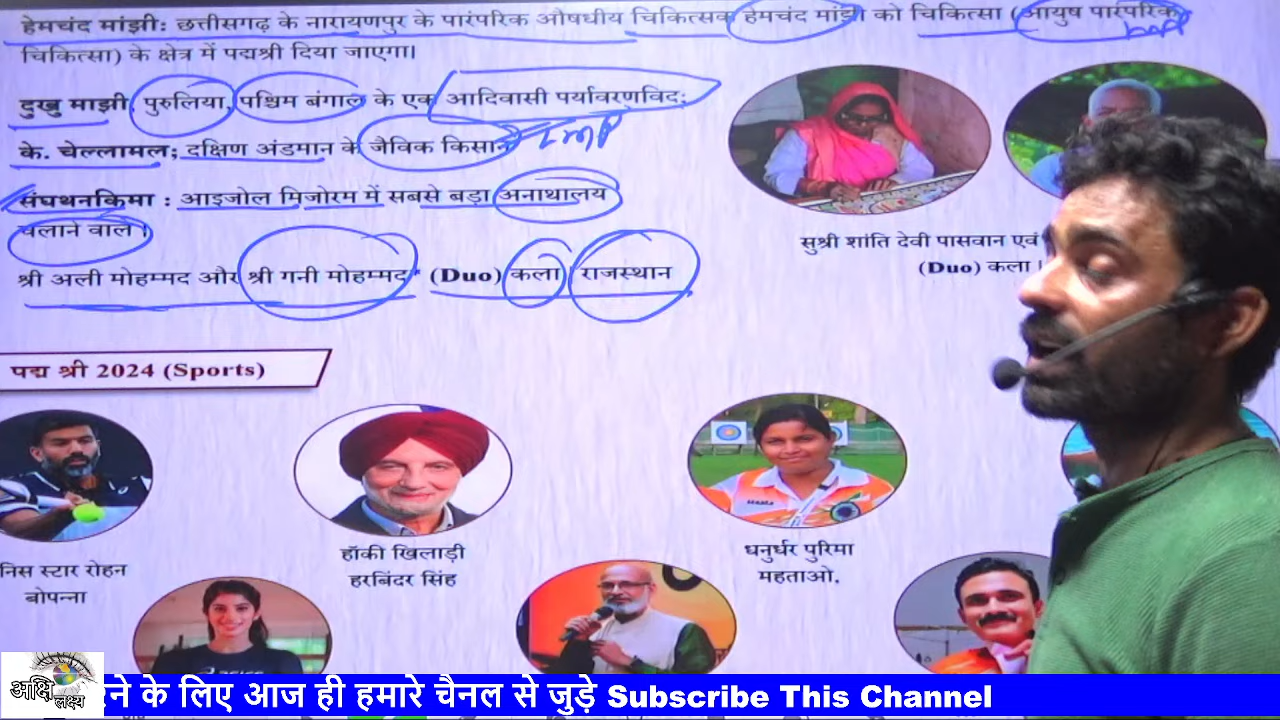 हेमचंद मांझी: छत्तीसगढ़ के नारायणपुर के पारंपरिक औषधीय चिकित्सक हेमचंद मांझी को चिकित्सा (आयुष पारंपरिक
चिकित्सा) के क्षेत्र में पद्मश्री दिया जाएगा।
दुखु माझी पुरुलिया, पश्चिम बंगाल के एक आदिवासी पर्यावरणविद:
के. चेल्लामल; दक्षिण अंडमान के जैविक किसान Imp
संघथनकिमा : आइजोल मिजोरम में सबसे बड़ा अनाथालय
चलाने वाले।
श्री अली मोहम्मद और श्री गनी मोहम्मद (Duo) कला राजस्थान
सुश्री शांति देवी पासवान एवं
(Duo) कला।
पद्म श्री 2024 (Sports)
निस स्टार रोहन
बोपन्ना
हॉकी खिलाड़ी
हरबिंदर सिंह
धनुर्धर पुरिमा
महताओ.
अक्षि
लक्ष्य
रने के लिए आज ही हमारे चैनल से जुड़े Subscribe This Channel